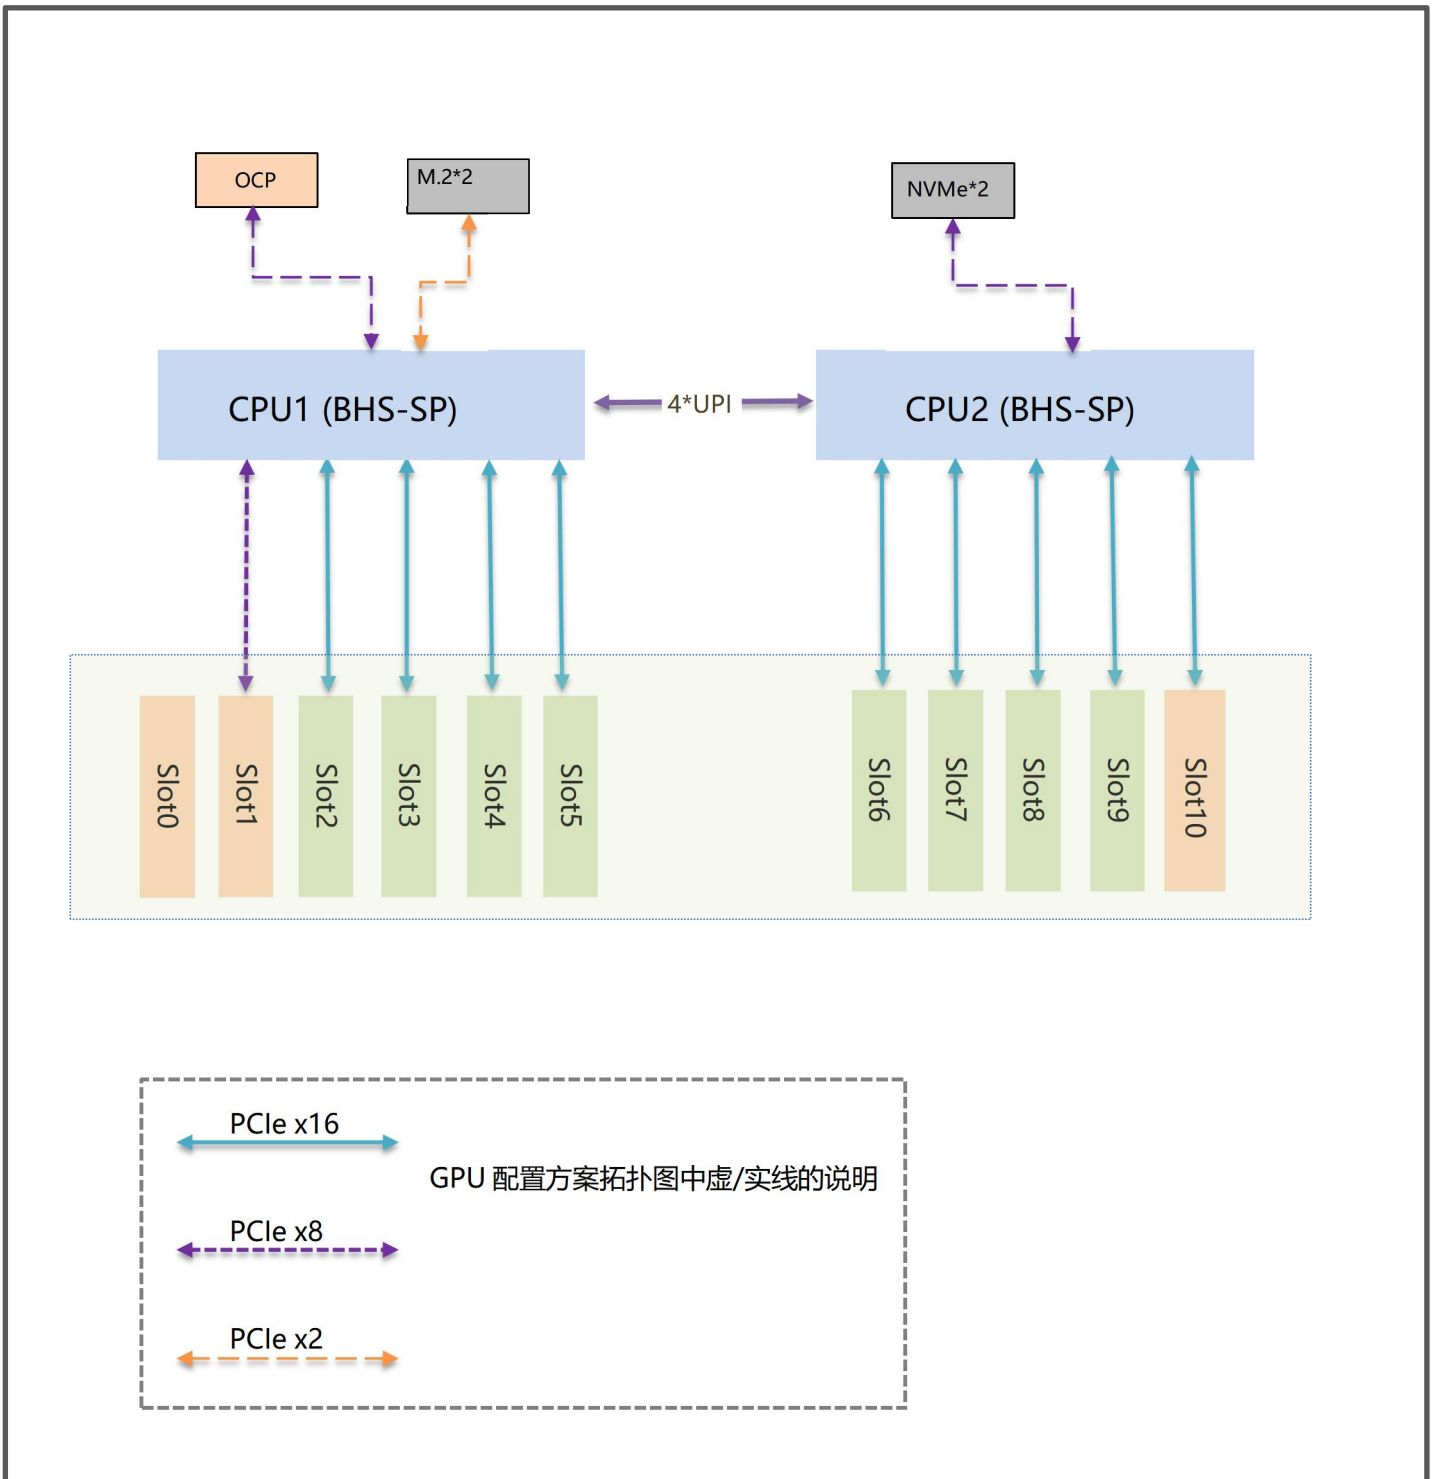 OCP
M.2*2
NVMe*2
CPU1 (BHS-SP)
4*UPI
CPU2 (BHS-SP)
Slot0
Slot1
Slot2
Slot3
Slot4
Slot5
Slot6
Slot7
Slot8
Slot9
Slot10
PCIe x16
GPU 配置方案拓扑图中虚/实线的说明
PCIe x8
PCIe x2